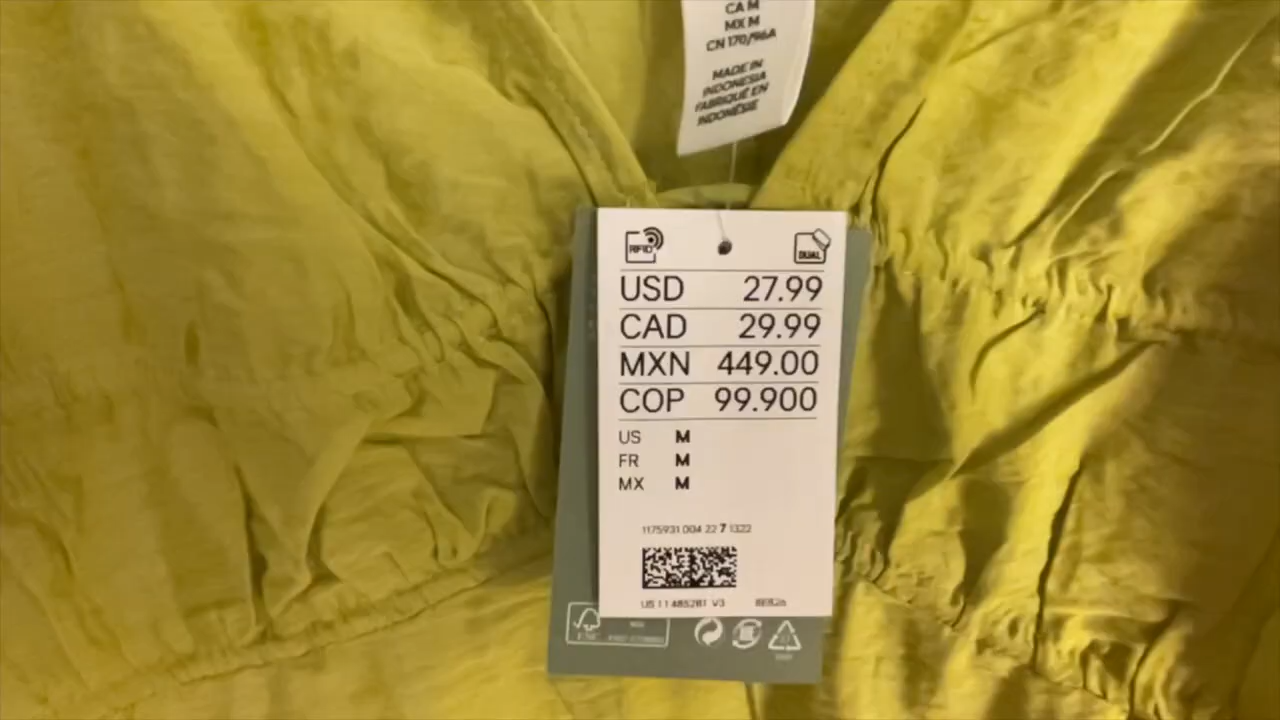 CA M
MX M
CN 170/96A
MADE IN
INDONESIA
FABRIQUÉ EN
INDONÉSIE
RFID
DUAL
USD 27.99
CAD 29.99
MXN 449.00
COP 99.900
US M
FR M
MX M
1175931 004 22 7 1322
US 11 485281 V3
FSC